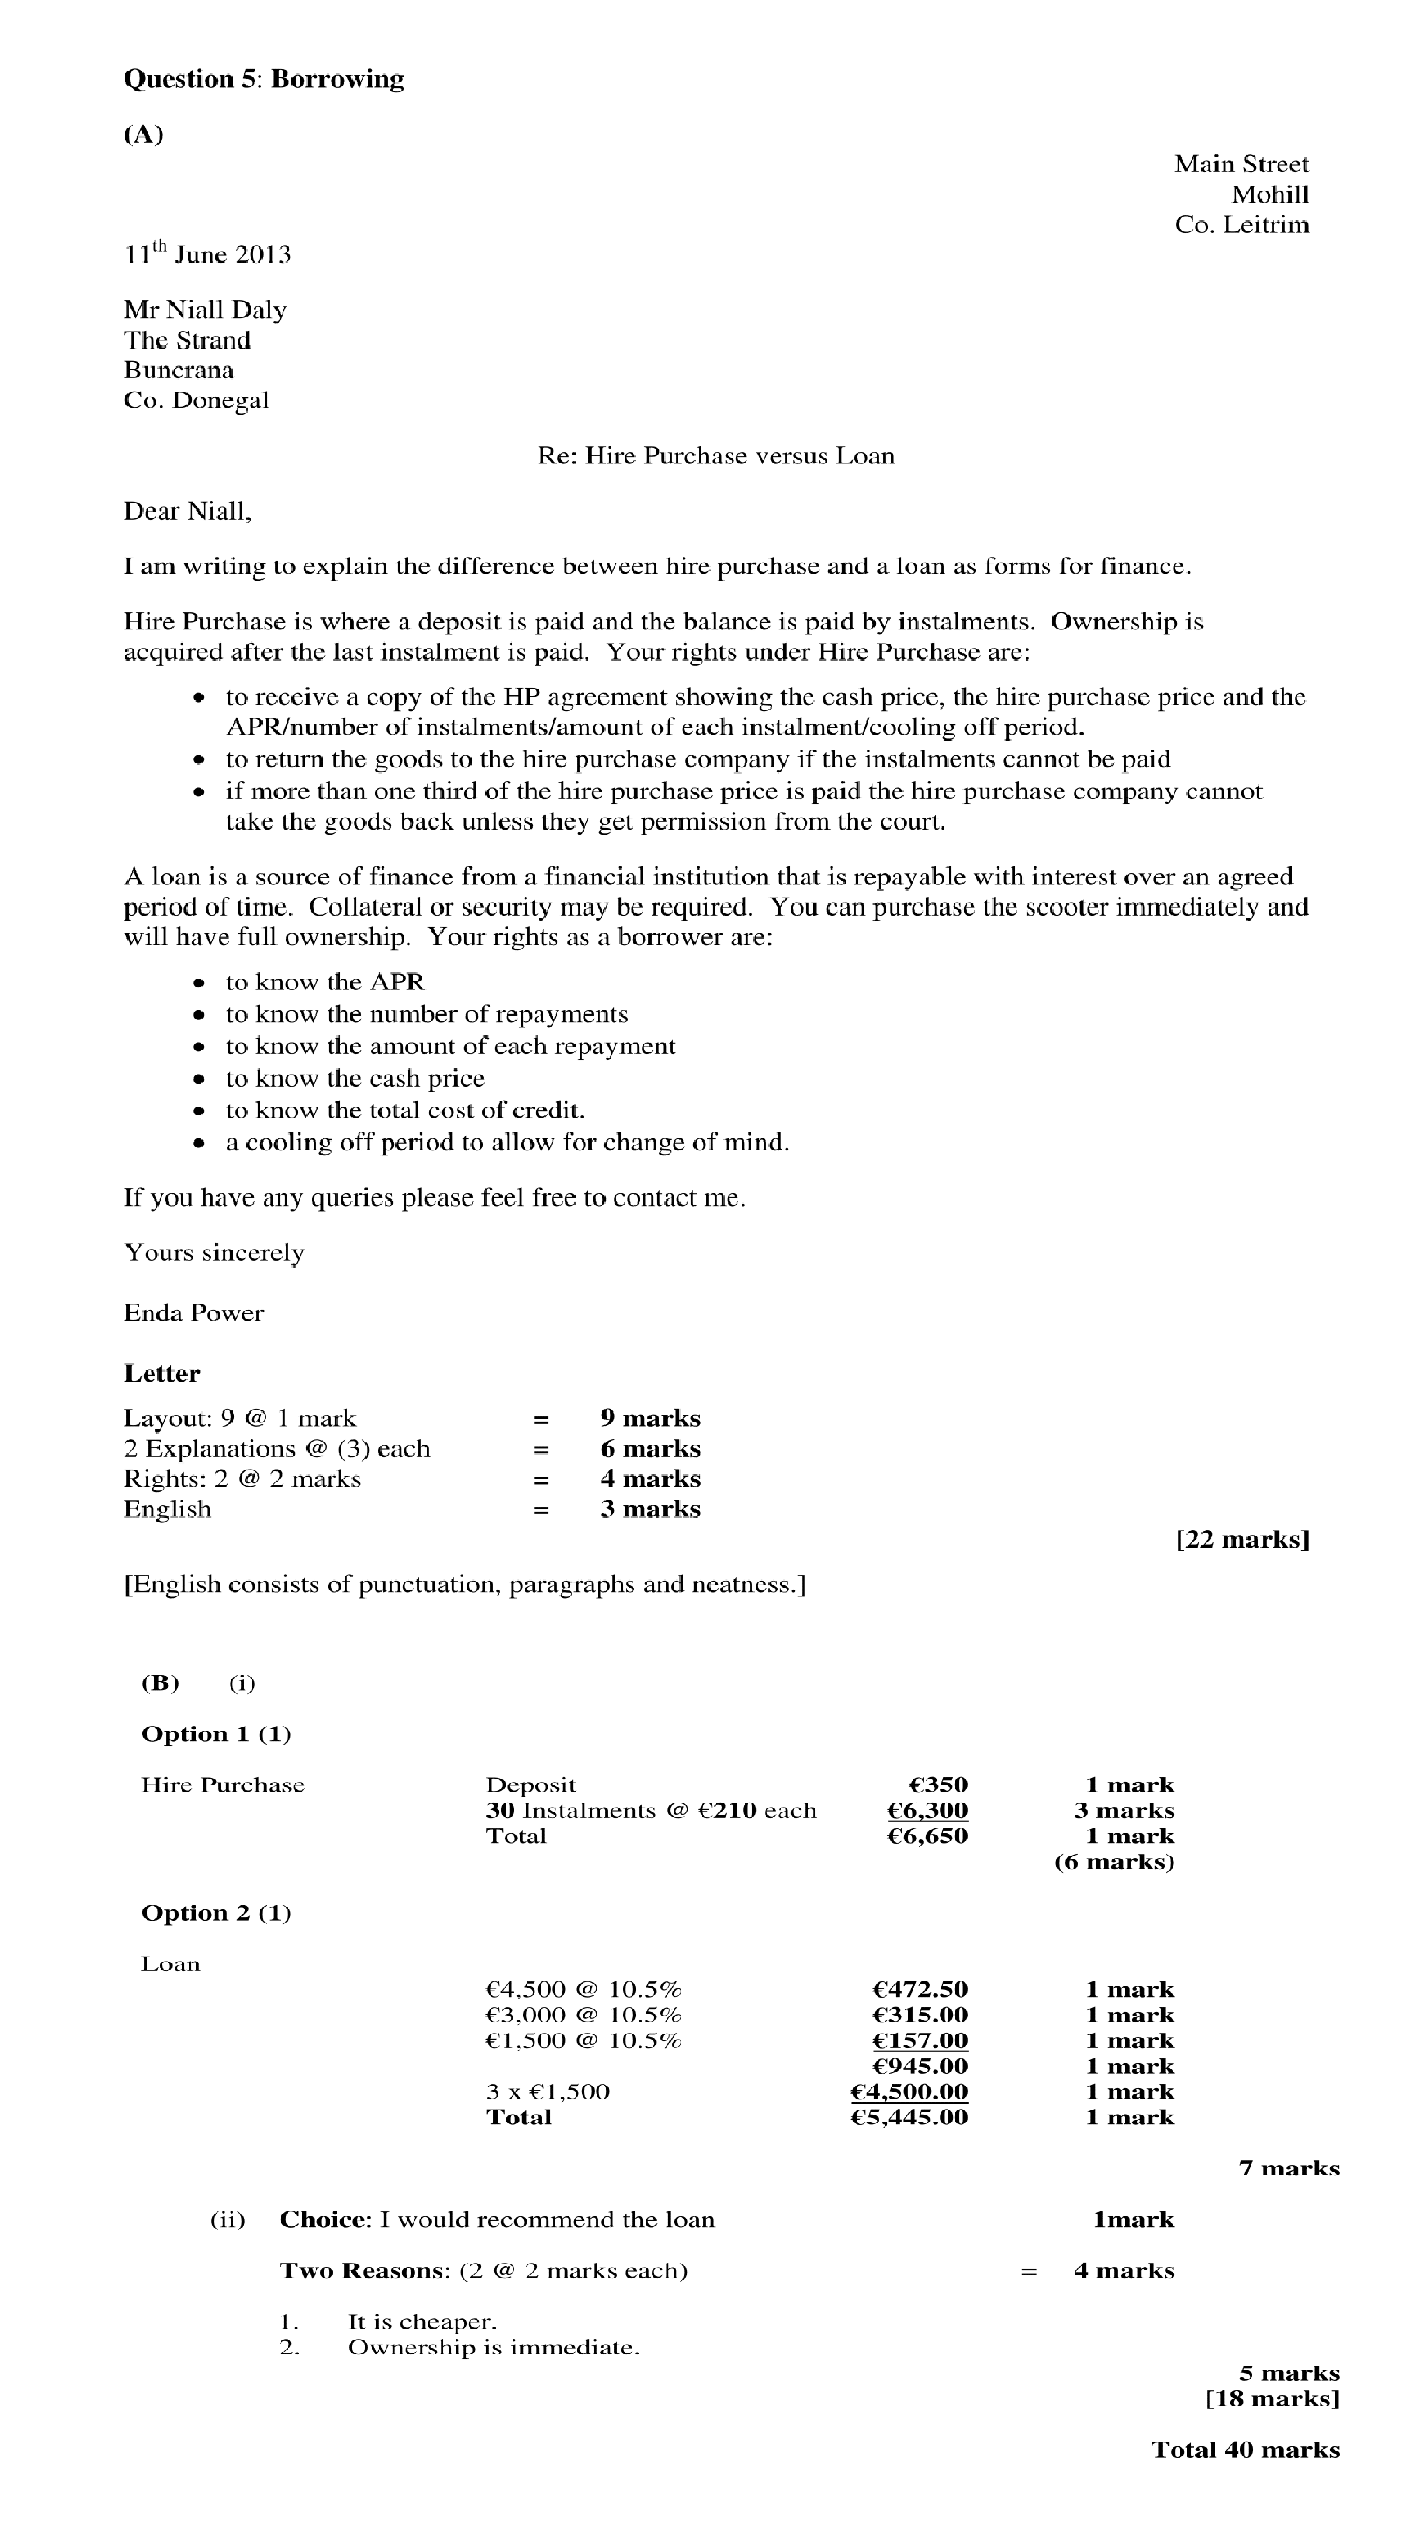 Question 5: Borrowing
(A)
Main Street
Mohill
Co. Leitrim
11th June 2013
Mr Niall Daly
The Strand
Buncrana
Co. Donegal
Re: Hire Purchase versus Loan
Dear Niall,
I am writing to explain the difference between hire purchase and a loan as forms for finance.
Hire Purchase is where a deposit is paid and the balance is paid by instalments. Ownership is
acquired after the last instalment is paid. Your rights under Hire Purchase are:
• to receive a copy of the HP agreement showing the cash price, the hire purchase price and the
APR/number of instalments/amount of each instalment/cooling off period.
• to return the goods to the hire purchase company if the instalments cannot be paid
• if more than one third of the hire purchase price is paid the hire purchase company cannot
take the goods back unless they get permission from the court.
A loan is a source of finance from a financial institution that is repayable with interest over an agreed
period of time. Collateral or security may be required. You can purchase the scooter immediately and
will have full ownership. Your rights as a borrower are:
• to know the APR
• to know the number of repayments
• to know the amount of each repayment
• to know the cash price
• to know the total cost of credit.
• a cooling off period to allow for change of mind.
If you have any queries please feel free to contact me.
Yours sincerely
Enda Power
Letter
Layout: 9 @ 1 mark = 9 marks
2 Explanations @ (3) each = 6 marks
Rights: 2 @ 2 marks = 4 marks
English = 3 marks
[22 marks]
[English consists of punctuation, paragraphs and neatness.]
(B) (i)
Option 1 (1)
Hire Purchase Deposit €350 1 mark
30 Instalments @ €210 each €6,300 3 marks
Total €6,650 1 mark
(6 marks)
Option 2 (1)
Loan
€4,500 @ 10.5% €472.50 1 mark
€3,000 @ 10.5% €315.00 1 mark
€1,500 @ 10.5% €157.00 1 mark
€945.00 1 mark
3 x €1,500 €4,500.00 1 mark
Total €5,445.00 1 mark
7 marks
(ii) Choice: I would recommend the loan 1mark
Two Reasons: (2 @ 2 marks each) = 4 marks
1. It is cheaper.
2. Ownership is immediate.
5 marks
[18 marks]
Total 40 marks